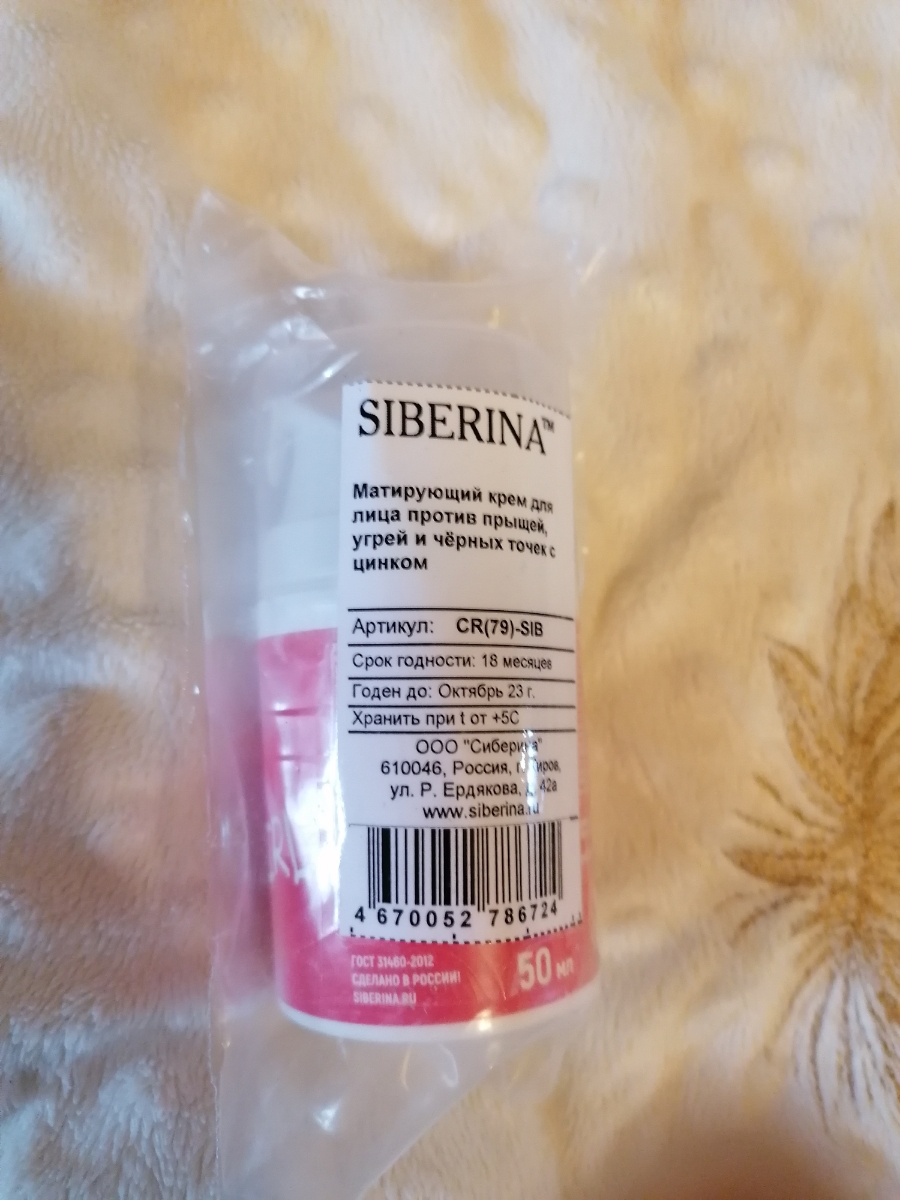 SIBERINA™
Матирующий крем для
лица против прыщей,
угрей и чёрных точек с
цинком
Артикул: CR(79)-SIB
Срок годности: 18 месяцев
Годен до: Октябрь 23 г.
Хранить при t от +5С
ООО "Сиберина"
610046, Россия, г. Киров,
ул. Р. Ердякова, 42а
www.siberina.ru
4 670052 786724
ГОСТ 31460-2012
СДЕЛАНО В РОССИИ!
SIBERINA.RU
50 мл